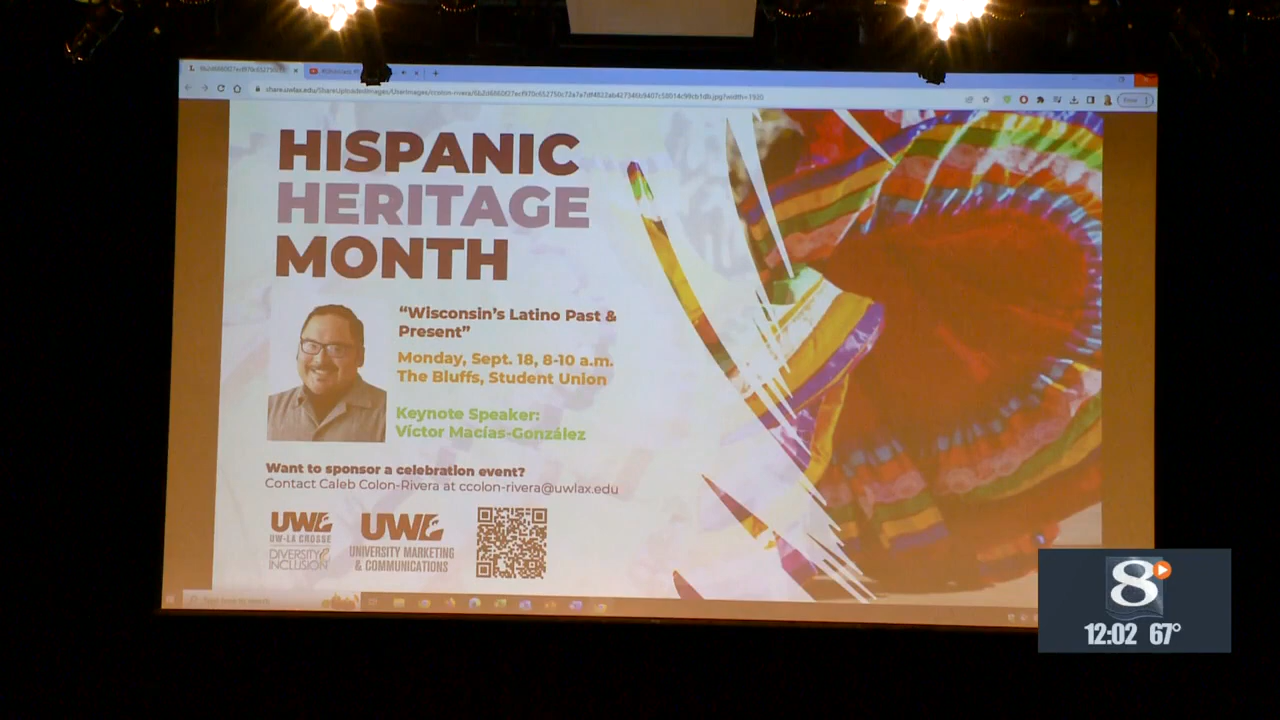 HISPANIC
HERITAGE
MONTH
“Wisconsin’s Latino Past &
Present”
Monday, Sept. 18, 8-10 a.m.
The Bluffs, Student Union
Keynote Speaker:
Víctor Macías-González
Want to sponsor a celebration event?
Contact Caleb Colon-Rivera at ccolon-rivera@uwlax.edu
UWL
UW-LA CROSSE
DIVERSITY &
INCLUSION
UWL
UNIVERSITY MARKETING
& COMMUNICATIONS
8
12:02 67°